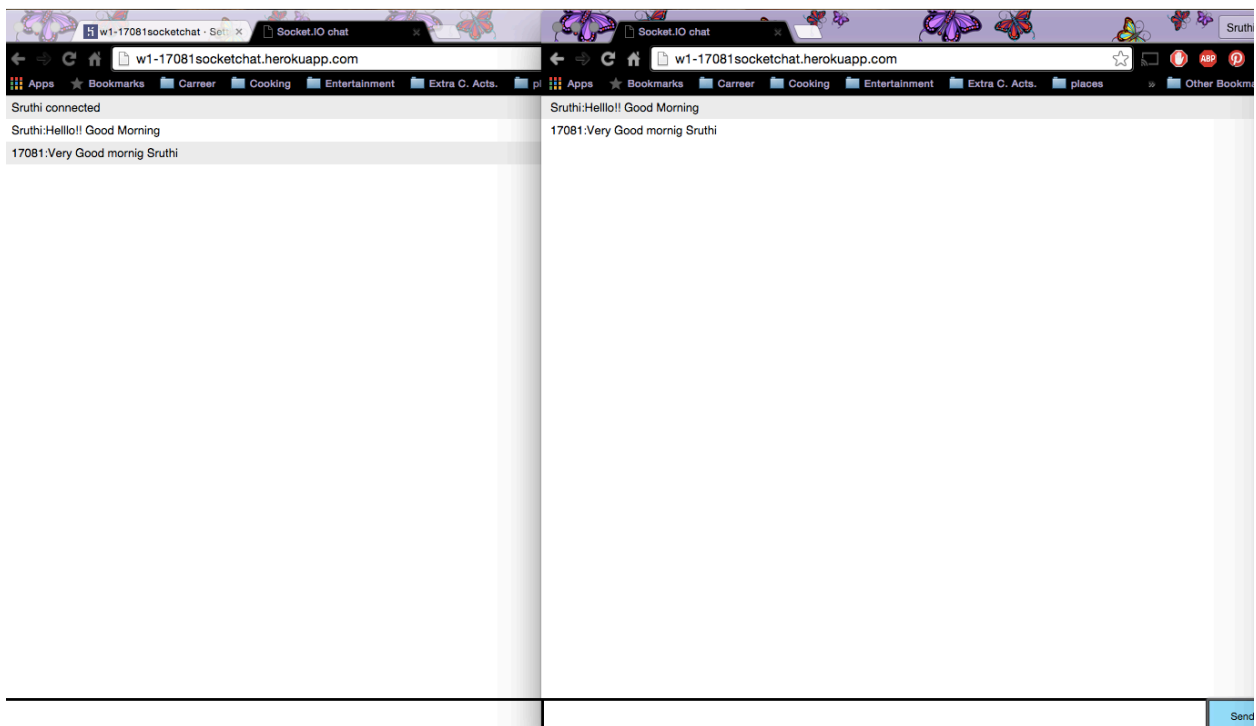 w1-17081socketchat · Sett
Socket.IO chat
w1-17081socketchat.herokuapp.com
Apps Bookmarks Carreer Cooking Entertainment Extra C. Acts. pl
Sruthi connected
Sruthi:Helllo!! Good Morning
17081:Very Good mornig Sruthi
Socket.IO chat
Sruthi
w1-17081socketchat.herokuapp.com
ABP
Apps Bookmarks Carreer Cooking Entertainment Extra C. Acts. places » Other Bookma
Sruthi:Helllo!! Good Morning
17081:Very Good mornig Sruthi
Send